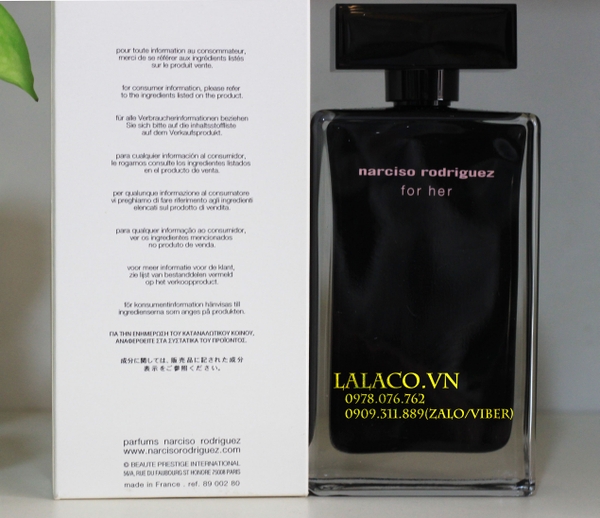 pour toute information au consommateur,
merci de se référer aux ingrédients listés
sur le produit vente.
for consumer information, please refer
to the ingredients listed on the product.
für alle Verbraucherinformationen beziehen
Sie sich bitte auf die inhaltsstoffliste
auf dem Verkaufsprodukt.
para cualquier información al consumidor,
le rogamos consulte los ingredientes listados
en el producto de venta.
per qualunque informazione al consumatore
vi preghiamo di fare riferimento agli ingredienti
elencati sul prodotto di vendita.
para qualquer informação ao consumidor,
ver os ingredientes mencionados
no produto de venda.
voor meer informatie voor de klant,
zie lijst van bestanddelen vermeld
op het verkoopproduct.
för konsumentinformation hänvisas till
ingredienserna som anges på produkten.
ΓΙΑ ΤΗΝ ΕΝΗΜΕΡΩΣΗ ΤΟΥ ΚΑΤΑΝΑΛΩΤΙΚΟΥ ΚΟΙΝΟΥ,
ΑΝΑΦΕΡΘΕΙΤΕ ΣΤΑ ΣΥΣΤΑΤΙΚΑ ΤΟΥ ΠΡΟΪΟΝΤΟΣ.
成分に関しては、販売品に記された成分
表示をご参照ください。
parfums narciso rodriguez
www.narcisorodriguez.com
© BEAUTE PRESTIGE INTERNATIONAL
56/A, RUE DU FAUBOURG ST HONORE 75008 PARIS
made in France . ref. 89 002 80
narciso rodriguez
for her
LALACO.VN
0978.076.762
0909.311.889(ZALO/VIBER)